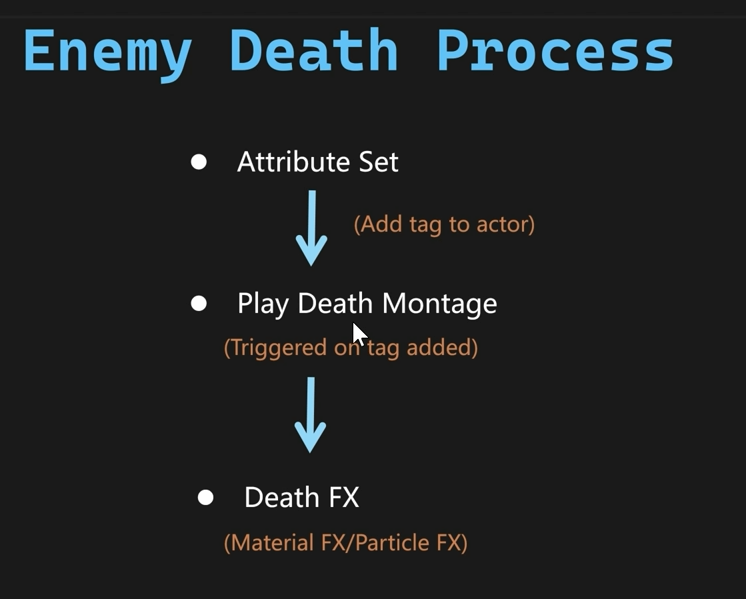 Enemy Death Process
● Attribute Set
(Add tag to actor)
● Play Death Montage
(Triggered on tag added)
● Death FX
(Material FX/Particle FX)